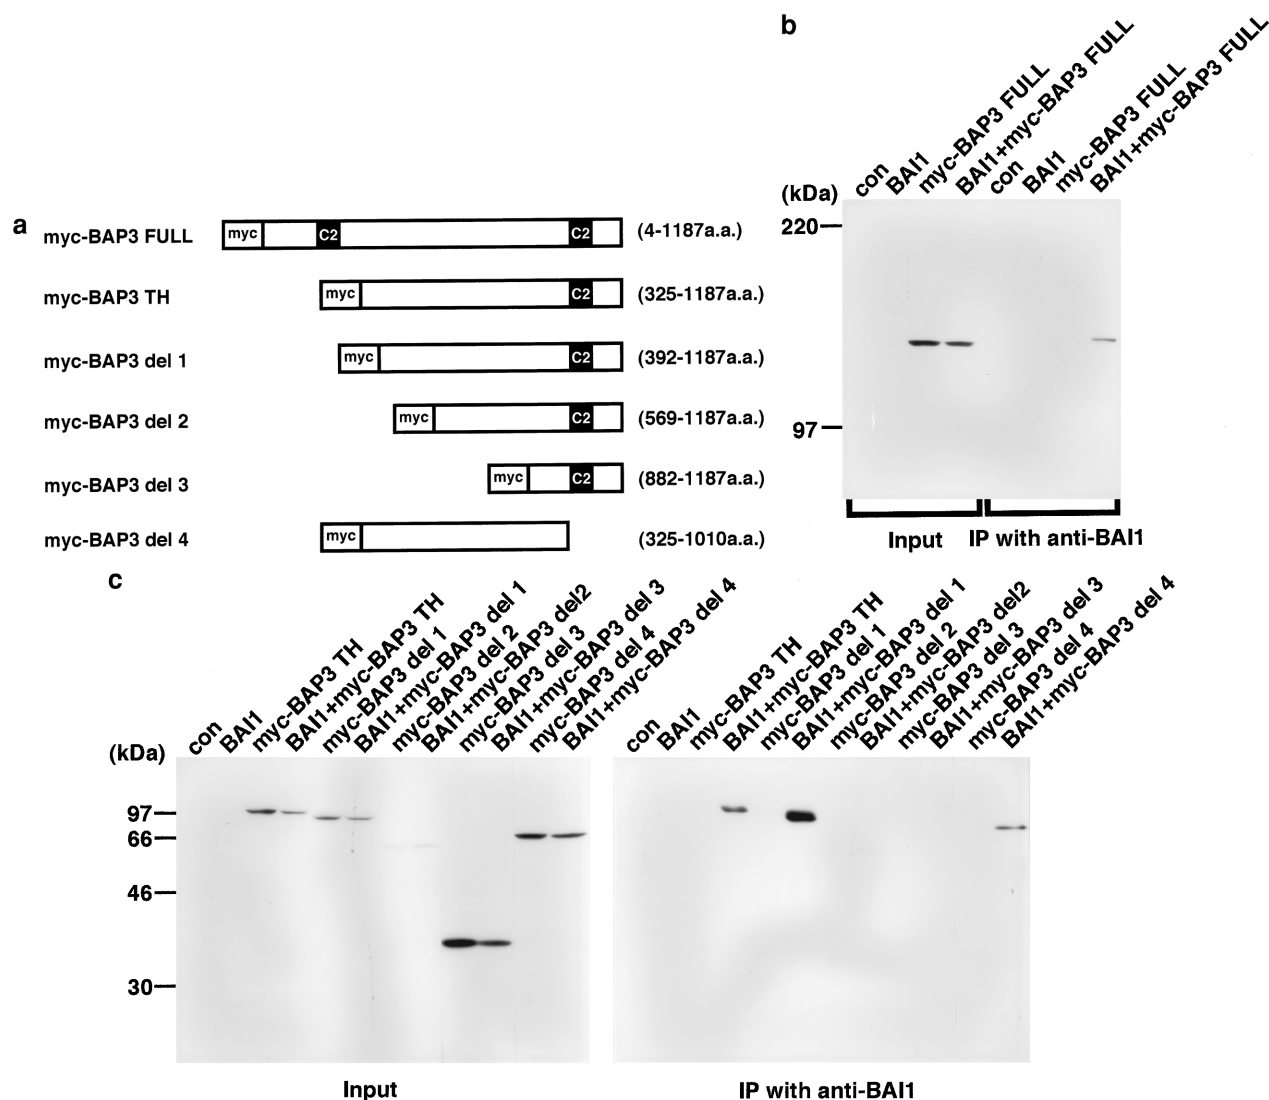 a
myc-BAP3 FULL myc C2 C2 (4-1187a.a.)
myc-BAP3 TH myc C2 (325-1187a.a.)
myc-BAP3 del 1 myc C2 (392-1187a.a.)
myc-BAP3 del 2 myc C2 (569-1187a.a.)
myc-BAP3 del 3 myc C2 (882-1187a.a.)
myc-BAP3 del 4 myc (325-1010a.a.)
b
con
BAI1
myc-BAP3 FULL
BAI1+myc-BAP3 FULL
con
BAI1
myc-BAP3 FULL
BAI1+myc-BAP3 FULL
(kDa)
220
97
Input IP with anti-BAI1
c
con
BAI1
myc-BAP3 TH
BAI1+myc-BAP3 TH
myc-BAP3 del 1
BAI1+myc-BAP3 del 1
myc-BAP3 del 2
BAI1+myc-BAP3 del2
myc-BAP3 del 3
BAI1+myc-BAP3 del 3
myc-BAP3 del 4
BAI1+myc-BAP3 del 4
con
BAI1
myc-BAP3 TH
BAI1+myc-BAP3 TH
myc-BAP3 del 1
BAI1+myc-BAP3 del 1
myc-BAP3 del 2
BAI1+myc-BAP3 del2
myc-BAP3 del 3
BAI1+myc-BAP3 del 3
myc-BAP3 del 4
BAI1+myc-BAP3 del 4
(kDa)
97
66
46
30
Input IP with anti-BAI1